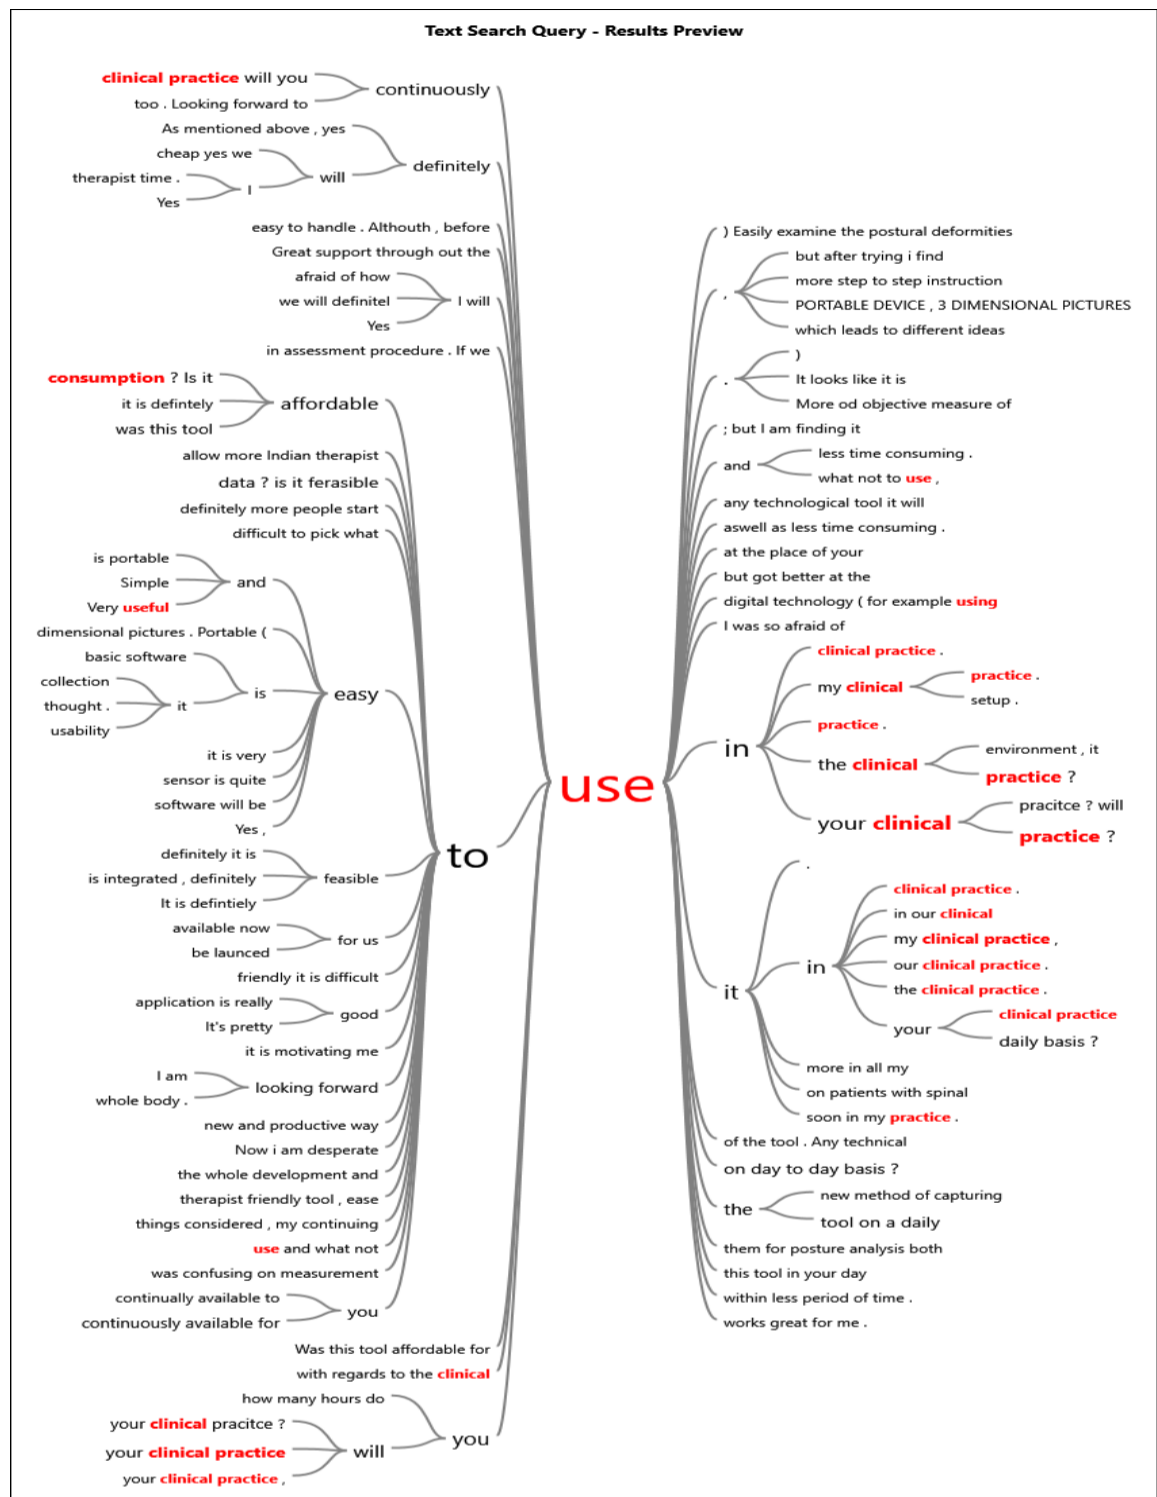 Text Search Query - Results Preview
clinical practice will you
too . Looking forward to
continuously
As mentioned above , yes
cheap yes we
therapist time .
Yes
I
will
definitely
easy to handle . Althouth , before
Great support through out the
afraid of how
we will definitel
Yes
I will
in assessment procedure . If we
consumption ? Is it
it is defintely
was this tool
affordable
allow more Indian therapist
data ? is it ferasible
definitely more people start
difficult to pick what
is portable
Simple
Very useful
and
dimensional pictures . Portable (
basic software
collection
thought .
usability
it
is
easy
it is very
sensor is quite
software will be
Yes ,
definitely it is
is integrated , definitely
It is defintiely
feasible
to
available now
be launced
for us
friendly it is difficult
application is really
It's pretty
good
it is motivating me
I am
whole body .
looking forward
new and productive way
Now i am desperate
the whole development and
therapist friendly tool , ease
things considered , my continuing
use and what not
was confusing on measurement
continually available to
continuously available for
you
Was this tool affordable for
with regards to the clinical
how many hours do
your clinical pracitce ?
your clinical practice
your clinical practice ,
will
you
use
) Easily examine the postural deformities
,
but after trying i find
more step to step instruction
PORTABLE DEVICE , 3 DIMENSIONAL PICTURES
which leads to different ideas
.
)
It looks like it is
More od objective measure of
; but I am finding it
and
less time consuming .
what not to use ,
any technological tool it will
aswell as less time consuming .
at the place of your
but got better at the
digital technology ( for example using
I was so afraid of
in
clinical practice .
my clinical
practice .
setup .
practice .
the clinical
environment , it
practice ?
your clinical
pracitce ? will
practice ?
it
.
in
clinical practice .
in our clinical
my clinical practice ,
our clinical practice .
the clinical practice .
your
clinical practice
daily basis ?
more in all my
on patients with spinal
soon in my practice .
of the tool . Any technical
on day to day basis ?
the
new method of capturing
tool on a daily
them for posture analysis both
this tool in your day
within less period of time .
works great for me .